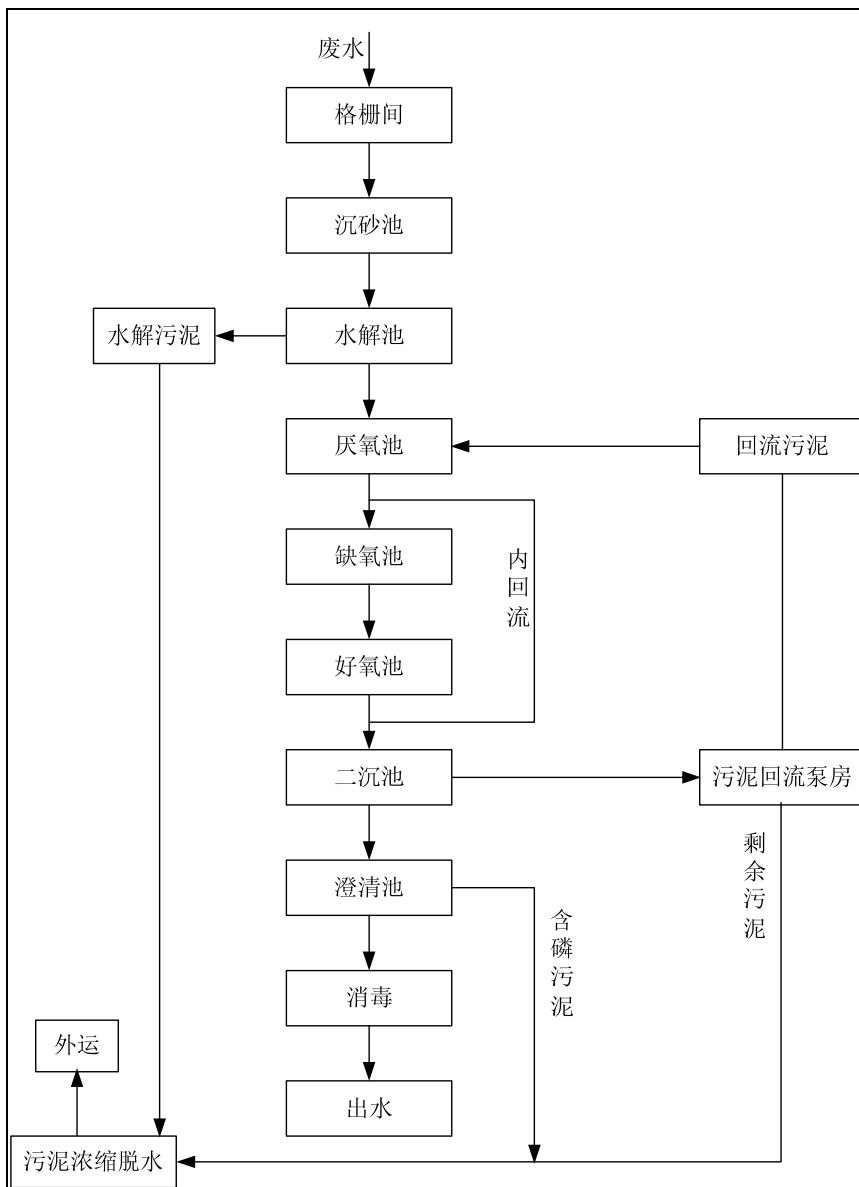 废水
格栅间
沉砂池
水解污泥
水解池
厌氧池
回流污泥
缺氧池
内回流
好氧池
二沉池
污泥回流泵房
剩余污泥
澄清池
含磷污泥
消毒
外运
出水
污泥浓缩脱水